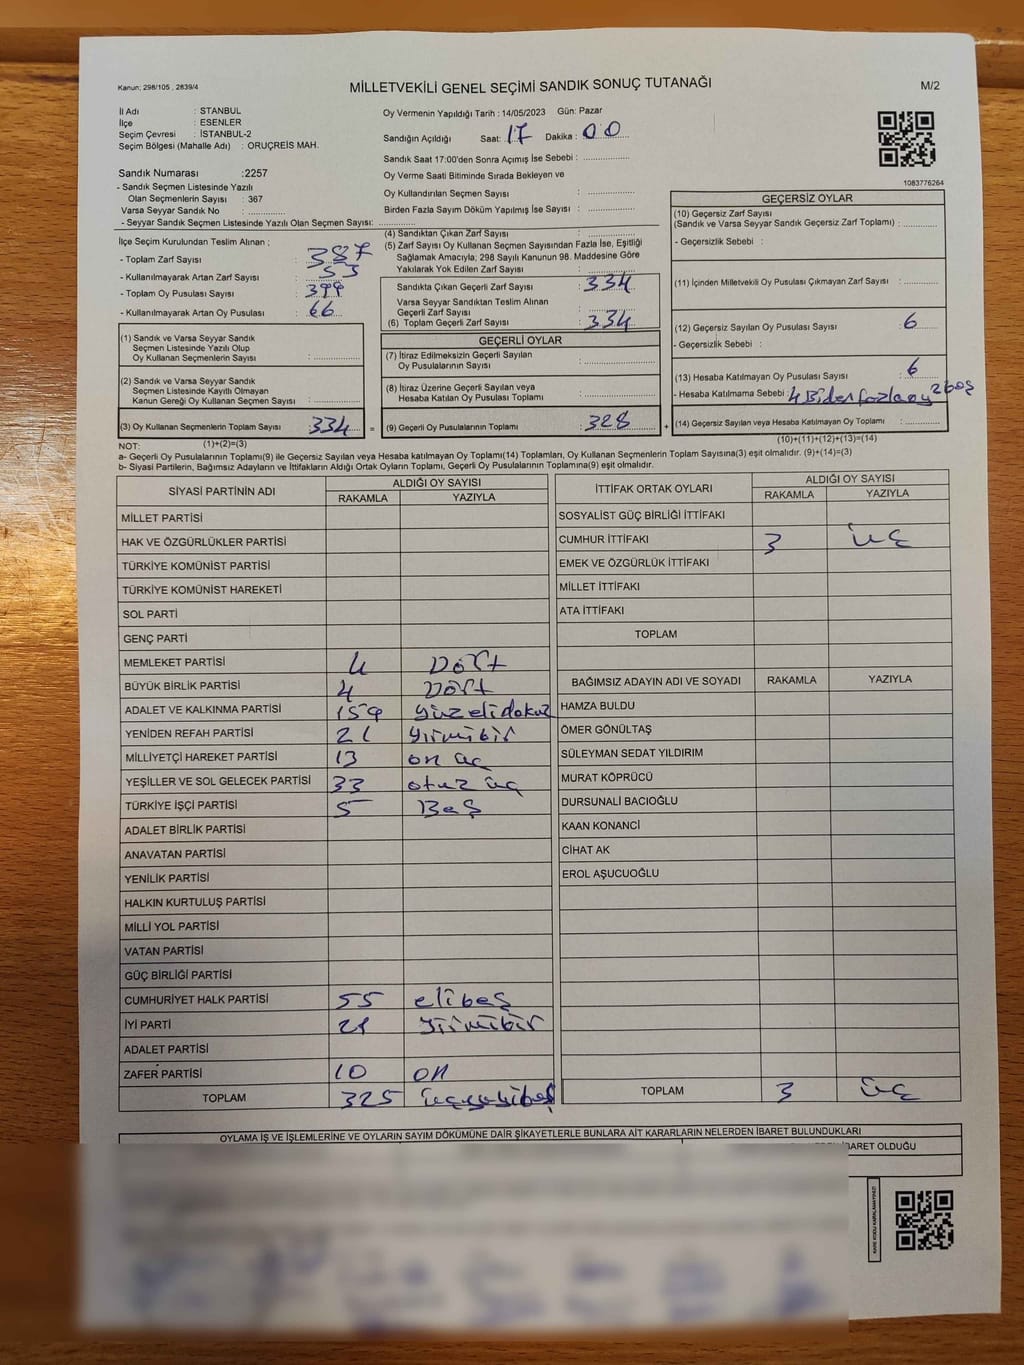 Kanun: 298/105 , 2839/4
MİLLETVEKİLİ GENEL SEÇİMİ SANDIK SONUÇ TUTANAĞI
M/2
İl Adı : STANBUL
İlçe : ESENLER
Seçim Çevresi : İSTANBUL-2
Seçim Bölgesi (Mahalle Adı) : ORUÇREİS MAH.
Sandık Numarası :2257
- Sandık Seçmen Listesinde Yazılı
Olan Seçmenlerin Sayısı : 367
Varsa Seyyar Sandık No : ..............
- Seyyar Sandık Seçmen Listesinde Yazılı Olan Seçmen Sayısı: ..............
Oy Vermenin Yapıldığı Tarih : 14/05/2023 Gün: Pazar
Sandığın Açıldığı Saat: 17 Dakika : 00
Sandık Saat 17:00'den Sonra Açımış İse Sebebi : ..............
Oy Verme Saati Bitiminde Sırada Bekleyen ve
Oy Kullandırılan Seçmen Sayısı : ..............
Birden Fazla Sayım Döküm Yapılmış İse Sayısı : ..............
1083776264
İlçe Seçim Kurulundan Teslim Alınan ;
- Toplam Zarf Sayısı : 387
- Kullanılmayarak Artan Zarf Sayısı : 53
- Toplam Oy Pusulası Sayısı : 399
- Kullanılmayarak Artan Oy Pusulası : 66
(4) Sandıktan Çıkan Zarf Sayısı : ..............
(5) Zarf Sayısı Oy Kullanan Seçmen Sayısından Fazla İse, Eşitliği
Sağlamak Amacıyla, 298 Sayılı Kanunun 98. Maddesine Göre
Yakılarak Yok Edilen Zarf Sayısı : ..............
Sandıkta Çıkan Geçerli Zarf Sayısı : 334
Varsa Seyyar Sandıktan Teslim Alınan
Geçerli Zarf Sayısı : ..............
(6) Toplam Geçerli Zarf Sayısı : 334
GEÇERSİZ OYLAR
(10) Geçersiz Zarf Sayısı
(Sandık ve Varsa Seyyar Sandık Geçersiz Zarf Toplamı) : ..............
- Geçersizlik Sebebi :
(11) İçinden Milletvekili Oy Pusulası Çıkmayan Zarf Sayısı : ..............
(12) Geçersiz Sayılan Oy Pusulası Sayısı : 6
- Geçersizlik Sebebi :
(13) Hesaba Katılmayan Oy Pusulası Sayısı : 6
- Hesaba Katılmama Sebebi : 4 Birden fazla oy 2 boş
(14) Geçersiz Sayılan veya Hesaba Katılmayan Oy Toplamı : ..............
(10)+(11)+(12)+(13)=(14)
(1) Sandık ve Varsa Seyyar Sandık
Seçmen Listesinde Yazılı Olup
Oy Kullanan Seçmenlerin Sayısı : ..............
(2) Sandık ve Varsa Seyyar Sandık
Seçmen Listesinde Kayıtlı Olmayan
Kanun Gereği Oy Kullanan Seçmen Sayısı : ..............
(3) Oy Kullanan Seçmenlerin Toplam Sayısı : 334 =
GEÇERLİ OYLAR
(7) İtiraz Edilmeksizin Geçerli Sayılan
Oy Pusulalarının Sayısı : ..............
(8) İtiraz Üzerine Geçerli Sayılan veya
Hesaba Katılan Oy Pusulası Toplamı : ..............
(9) Geçerli Oy Pusulalarının Toplamı : 328 +
NOT: (1)+(2)=(3)
a- Geçerli Oy Pusulalarının Toplamı(9) ile Geçersiz Sayılan veya Hesaba katılmayan Oy Toplamı(14) Toplamları, Oy Kullanan Seçmenlerin Toplam Sayısına(3) eşit olmalıdır. (9)+(14)=(3)
b- Siyasi Partilerin, Bağımsız Adayların ve İttifakların Aldığı Ortak Oyların Toplamı, Geçerli Oy Pusulalarının Toplamına(9) eşit olmalıdır.
SİYASİ PARTİNİN ADI ALDIĞI OY SAYISI
RAKAMLA YAZIYLA
MİLLET PARTİSİ
HAK VE ÖZGÜRLÜKLER PARTİSİ
TÜRKİYE KOMÜNİST PARTİSİ
TÜRKİYE KOMÜNİST HAREKETİ
SOL PARTİ
GENÇ PARTİ
MEMLEKET PARTİSİ 4 Dört
BÜYÜK BİRLİK PARTİSİ 4 Dört
ADALET VE KALKINMA PARTİSİ 159 yüzelidokuz
YENİDEN REFAH PARTİSİ 21 yirmibir
MİLLİYETÇİ HAREKET PARTİSİ 13 on üç
YEŞİLLER VE SOL GELECEK PARTİSİ 33 otuz üç
TÜRKİYE İŞÇİ PARTİSİ 5 Beş
ADALET BİRLİK PARTİSİ
ANAVATAN PARTİSİ
YENİLİK PARTİSİ
HALKIN KURTULUŞ PARTİSİ
MİLLİ YOL PARTİSİ
VATAN PARTİSİ
GÜÇ BİRLİĞİ PARTİSİ
CUMHURİYET HALK PARTİSİ 55 elibeş
İYİ PARTİ 21 yirmibir
ADALET PARTİSİ
ZAFER PARTİSİ 10 on
TOPLAM 325
İTTİFAK ORTAK OYLARI ALDIĞI OY SAYISI
RAKAMLA YAZIYLA
SOSYALİST GÜÇ BİRLİĞİ İTTİFAKI
CUMHUR İTTİFAKI 3 üç
EMEK VE ÖZGÜRLÜK İTTİFAKI
MİLLET İTTİFAKI
ATA İTTİFAKI
TOPLAM
BAĞIMSIZ ADAYIN ADI VE SOYADI RAKAMLA YAZIYLA
HAMZA BULDU
ÖMER GÖNÜLTAŞ
SÜLEYMAN SEDAT YILDIRIM
MURAT KÖPRÜCÜ
DURSUNALİ BACIOĞLU
KAAN KONANCİ
CİHAT AK
EROL AŞUCUOĞLU
TOPLAM 3 üç
OYLAMA İŞ VE İŞLEMLERİNE VE OYLARIN SAYIM DÖKÜMÜNE DAİR ŞİKAYETLERLE BUNLARA AİT KARARLARIN NELERDEN İBARET BULUNDUKLARI
İBARET OLDUĞU